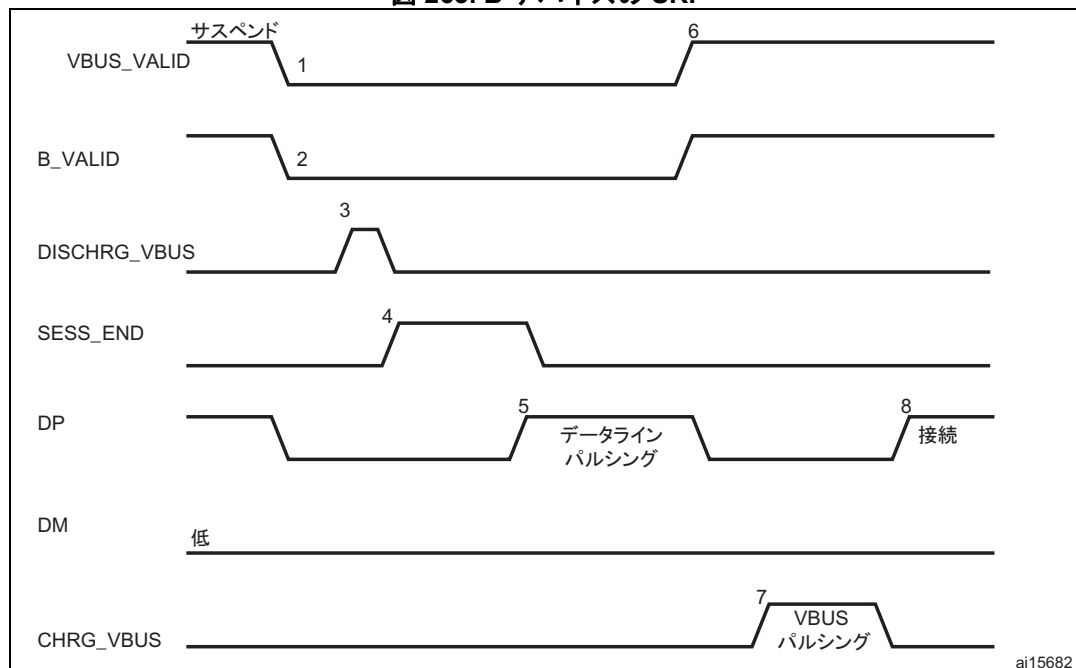 サスペンド
6
VBUS_VALID
1
B_VALID
2
3
DISCHRG_VBUS
4
SESS_END
5
8
DP
データライン
パルシング
接続
DM
低
7
VBUS
パルシング
CHRG_VBUS
ai15682